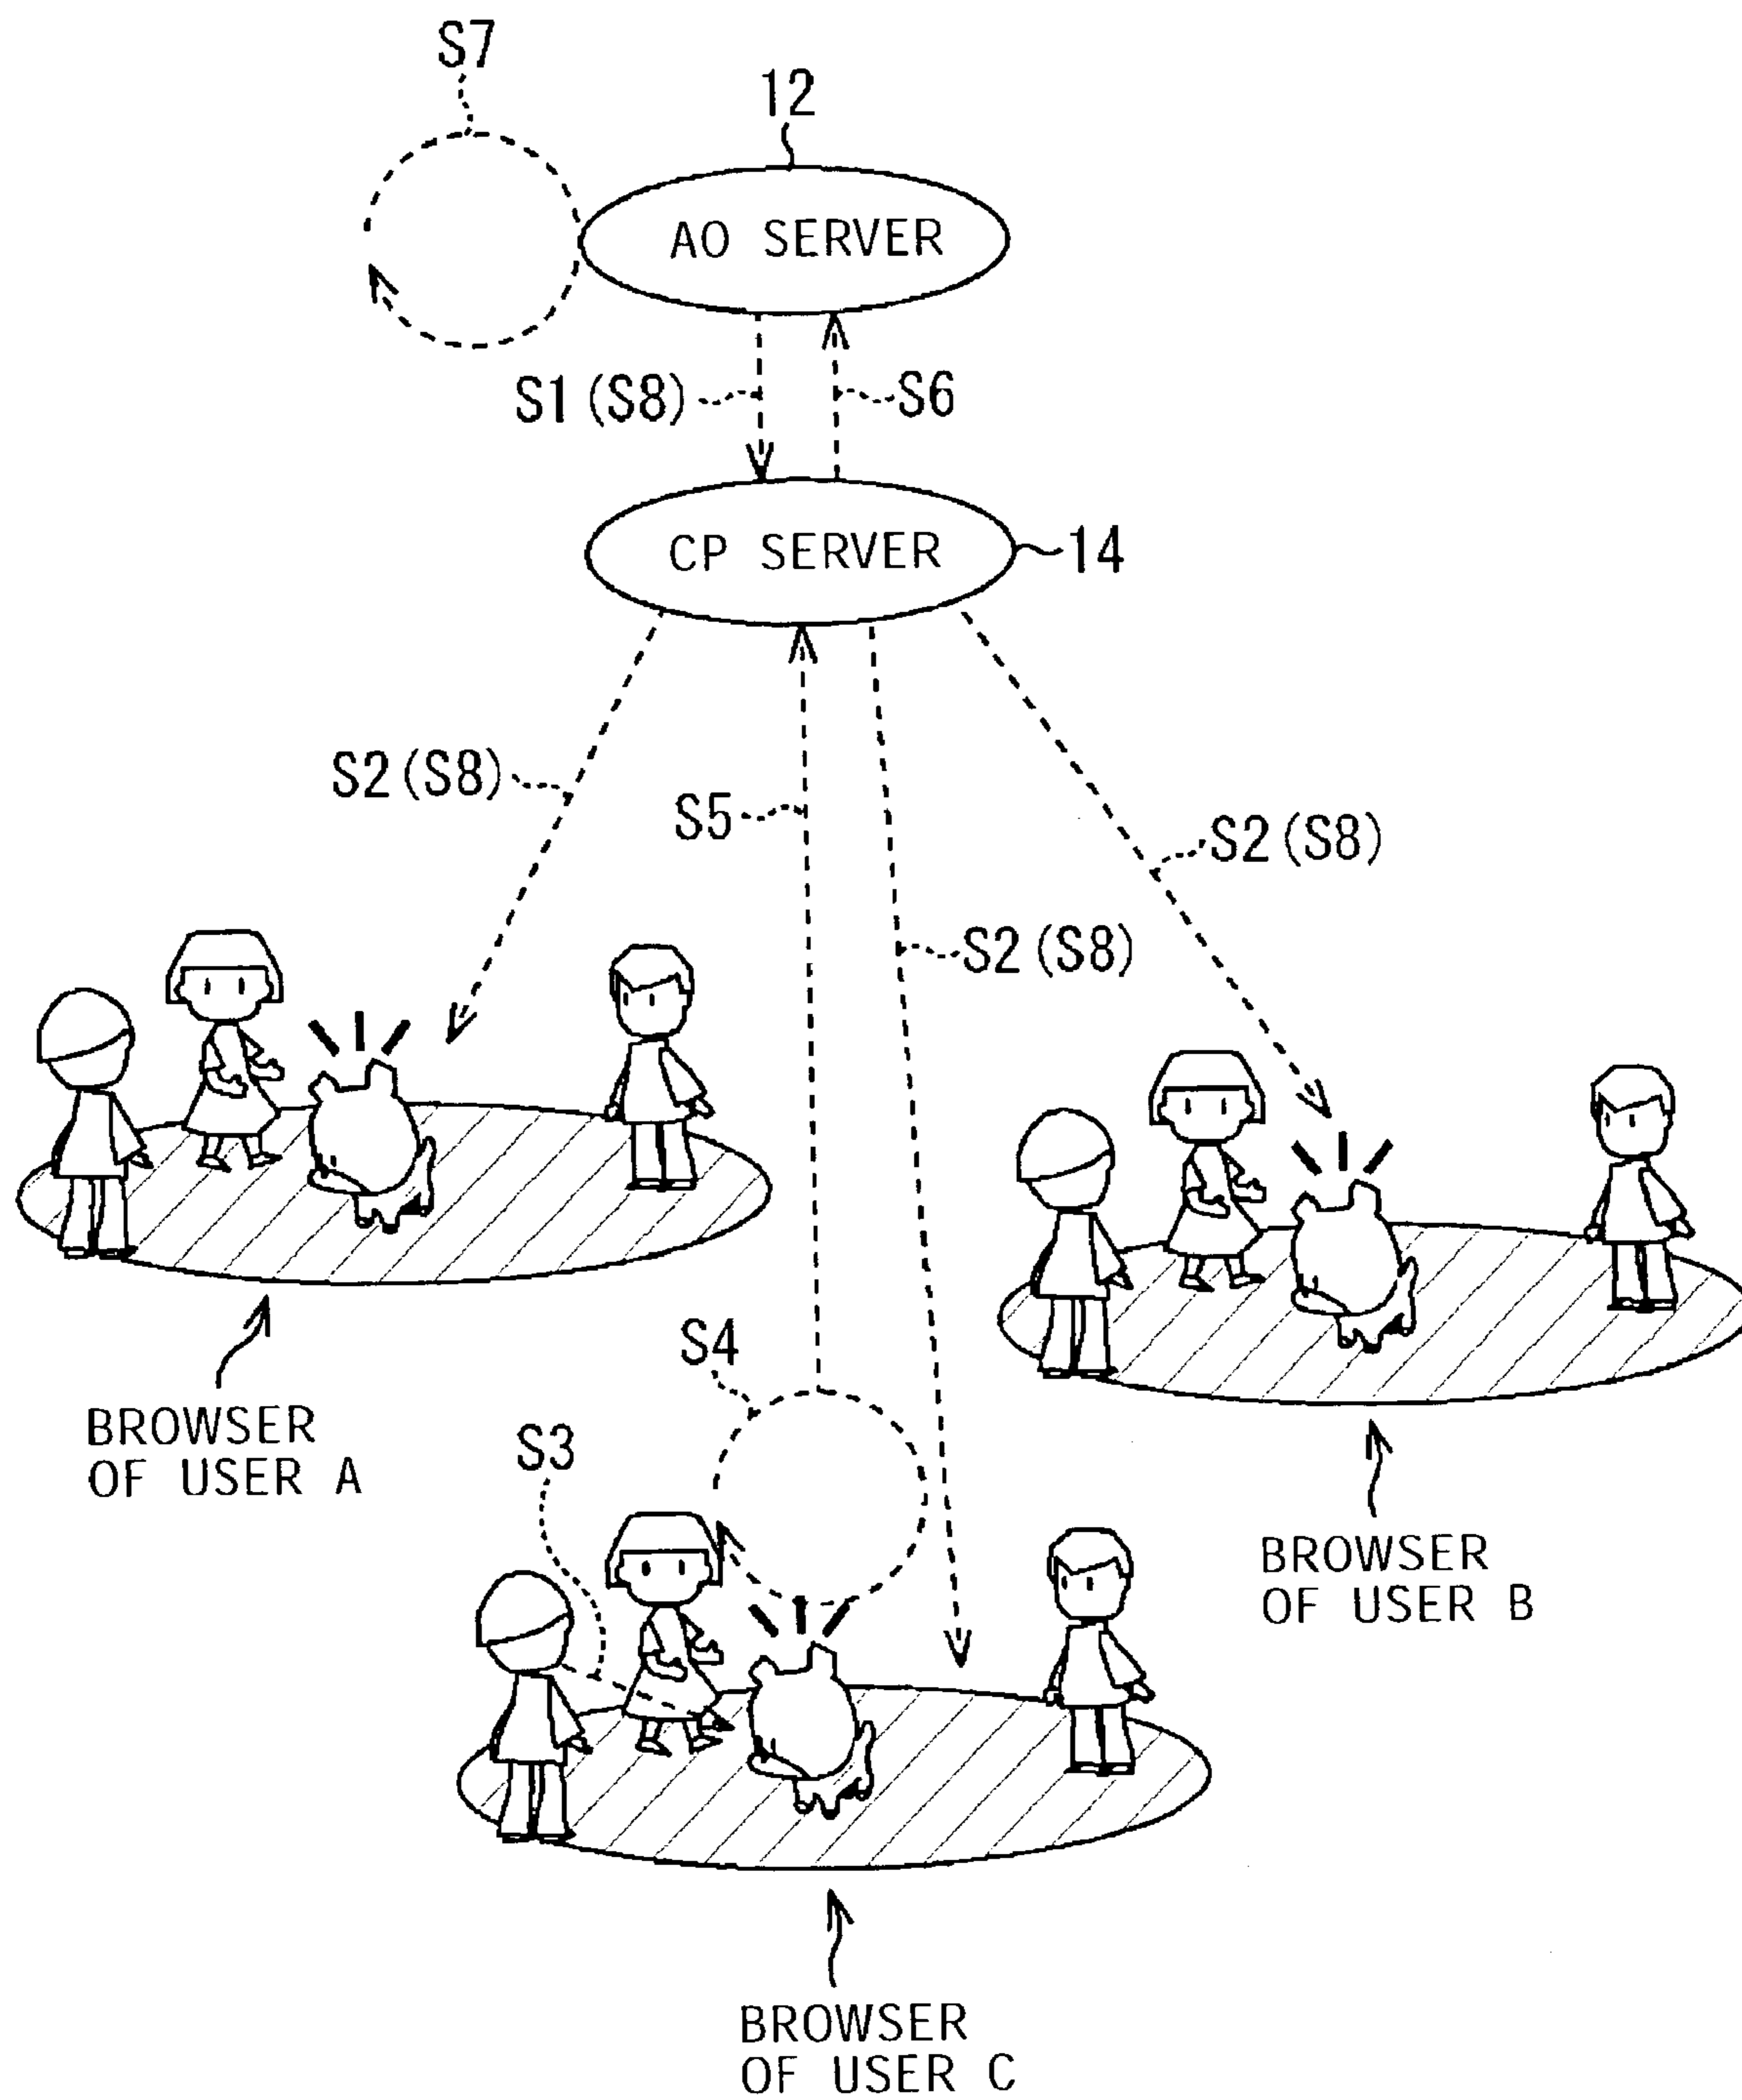 S7
12
AO SERVER
S1(S8)
S6
CP SERVER
14
S2(S8)
S5
S2(S8)
S2(S8)
S4
BROWSER
OF USER A
S3
BROWSER
OF USER B
BROWSER
OF USER C